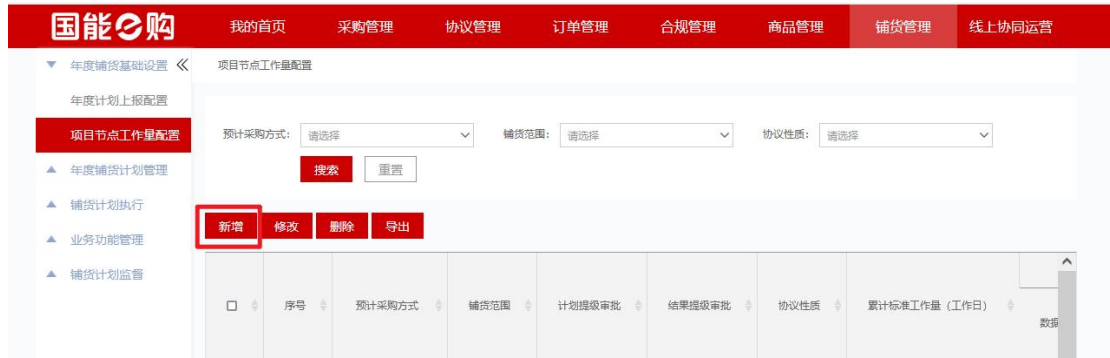 国能e购 我的首页 采购管理 协议管理 订单管理 合规管理 商品管理 铺货管理 线上协同运营
年度铺货基础设置 项目节点工作量配置
年度计划上报配置
项目节点工作量配置 预计采购方式： 请选择 铺货范围： 请选择 协议性质： 请选择
年度铺货计划管理 搜索 重置
铺货计划执行
新增 修改 删除 导出
业务功能管理
铺货计划监督
序号 预计采购方式 铺货范围 计划提级审批 结果提级审批 协议性质 累计标准工作量（工作日）
数据